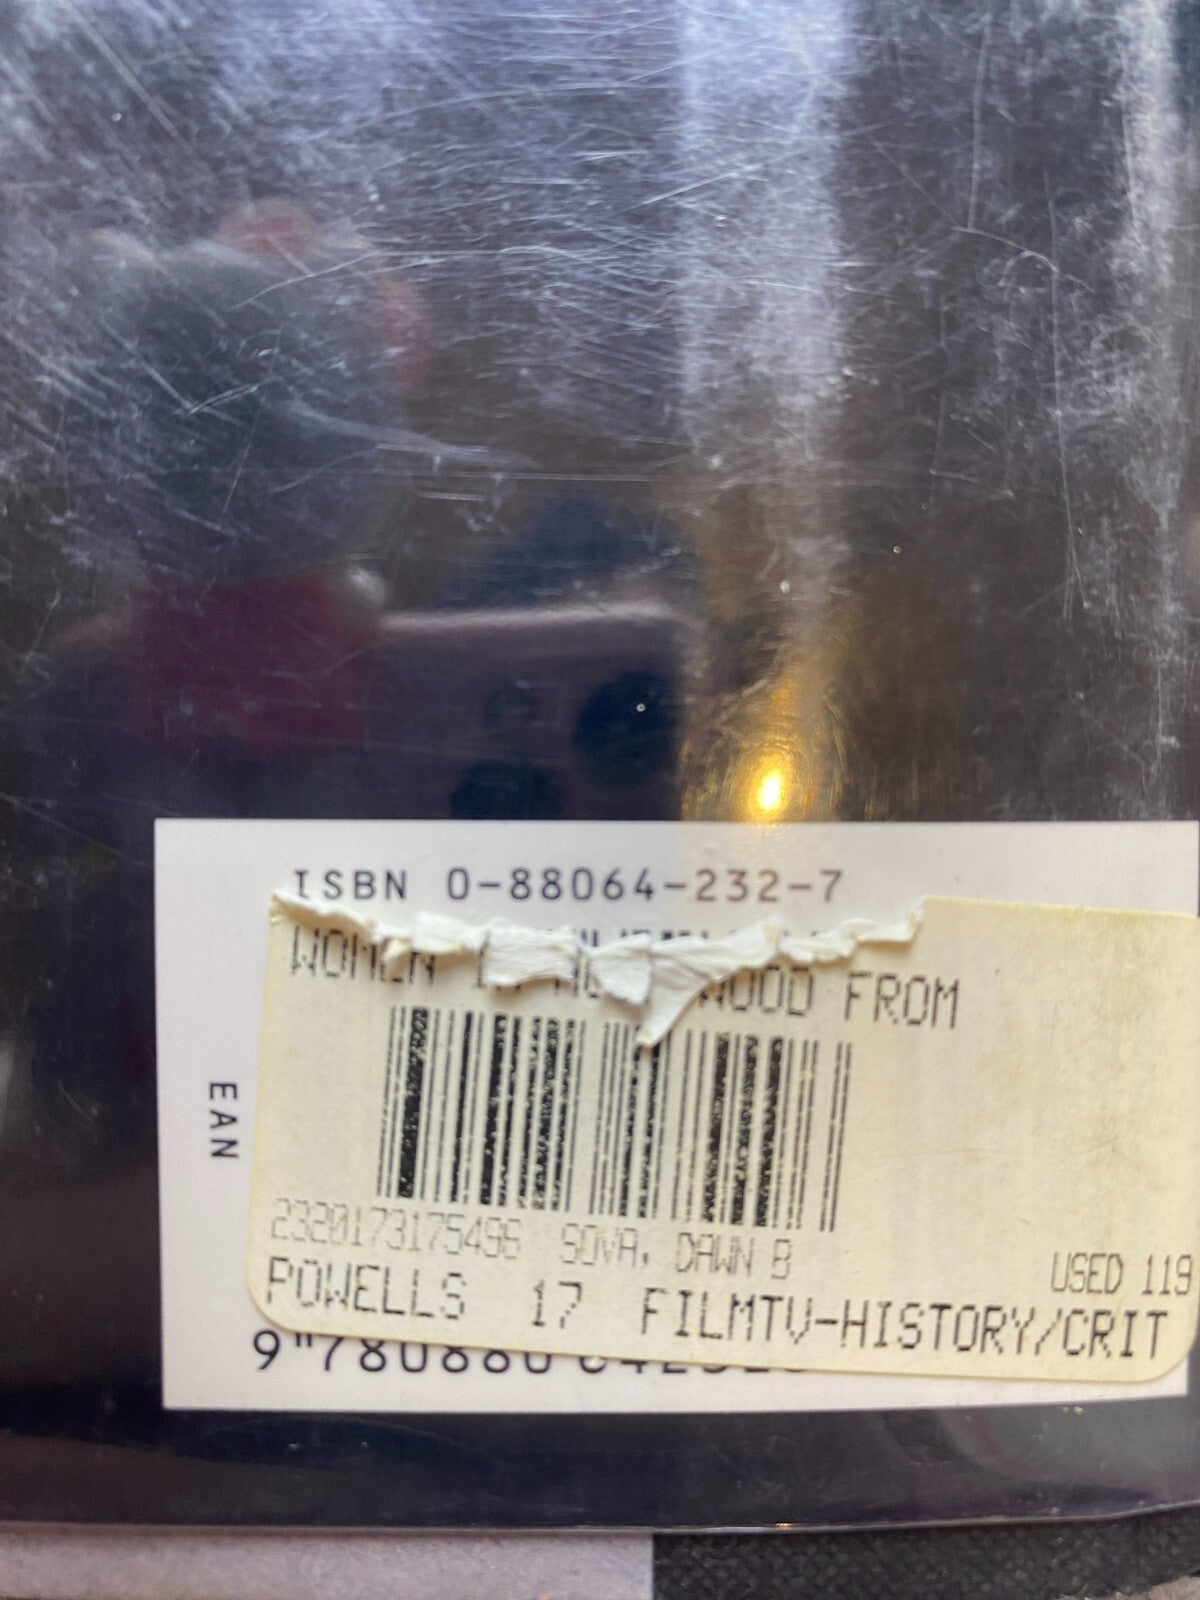 ISBN 0-88064-232-7
WOMEN WOOD FROM
EAN
2320173175496 SOVA, DAWN B
USED 119
POWELLS 17 FILMTV-HISTORY/CRIT
9"780880